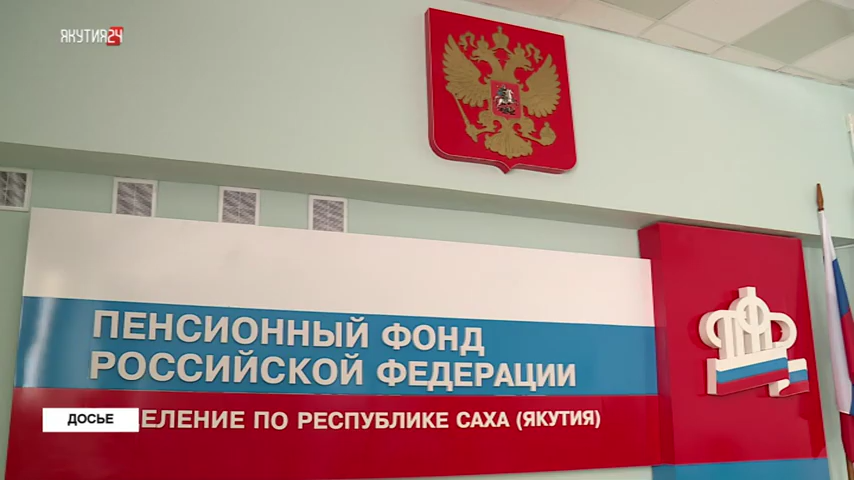 ЯКУТИЯ24
ПЕНСИОННЫЙ ФОНД
РОССИЙСКОЙ ФЕДЕРАЦИИ
ДОСЬЕ
ЕЛЕНИЕ ПО РЕСПУБЛИКЕ САХА (ЯКУТИЯ)